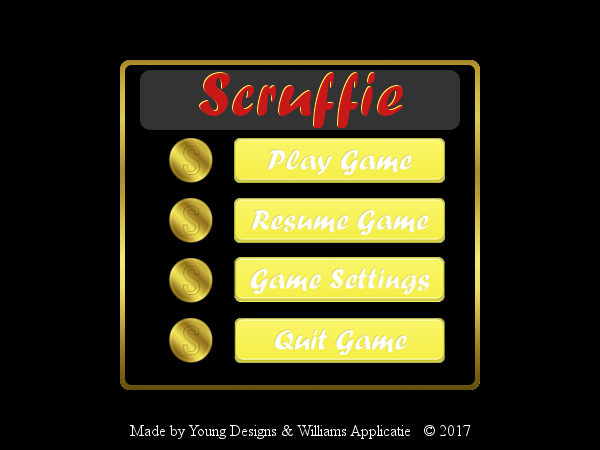 Scruffie
S Play Game
S Resume Game
S Game Settings
S Quit Game
Made by Young Designs & Williams Applicatie © 2017